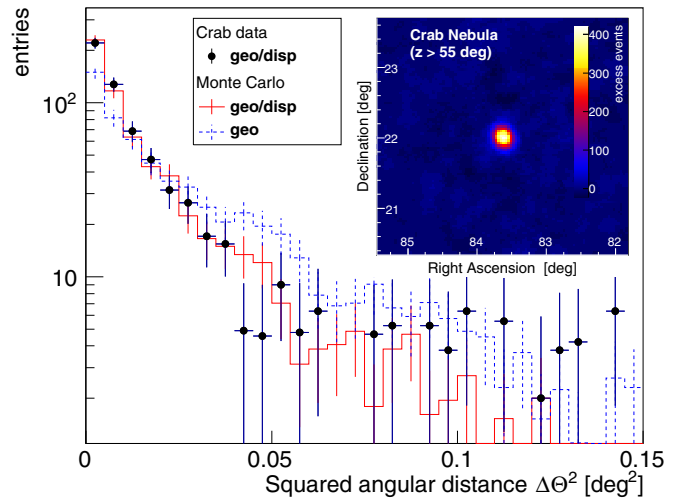 entries
10²
10
0
0.05
0.1
0.15
Squared angular distance ΔΘ² [deg²]
Crab data
geo/disp
Monte Carlo
geo/disp
geo
Crab Nebula
(z > 55 deg)
Declination [deg]
23
22
21
85
84
83
82
Right Ascension [deg]
400
300
200
100
0
excess events